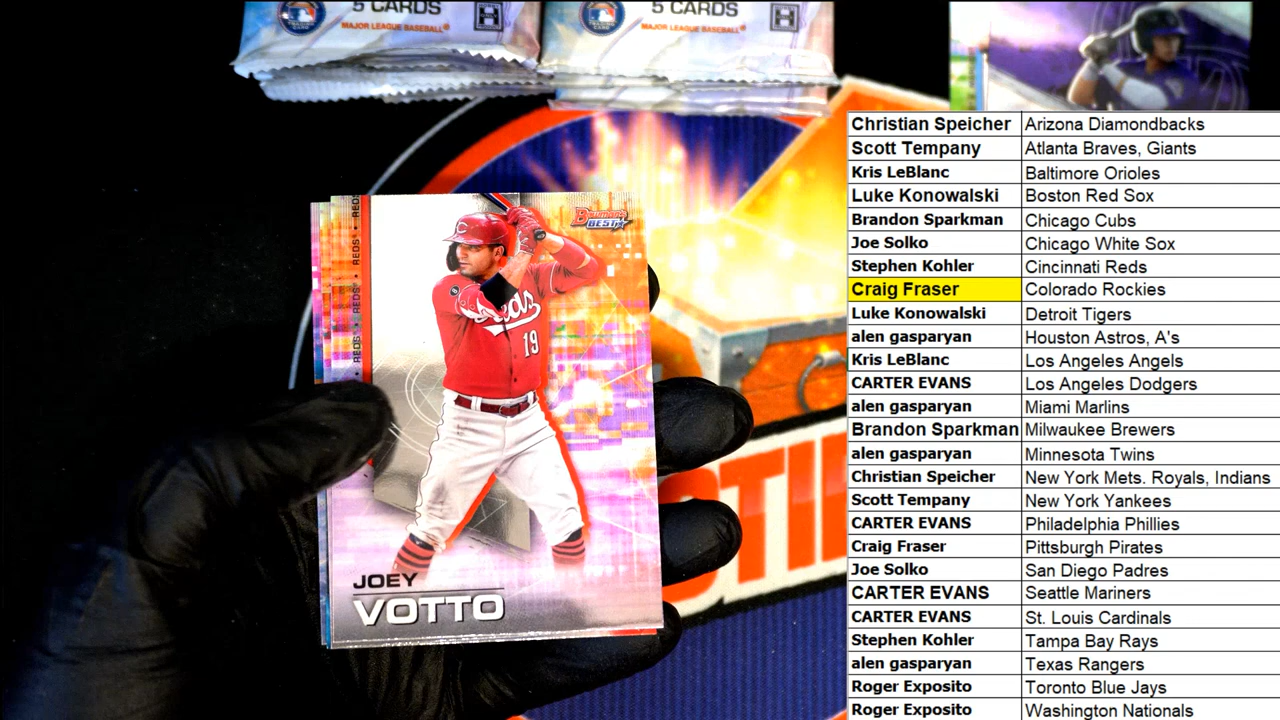 5 CARDS
MAJOR LEAGUE BASEBALL
5 CARDS
MAJOR LEAGUE BASEBALL
BOWMAN'S BEST
REDS • REDS • REDS • REDS
Reds
19
JOEY
VOTTO
STI
Christian Speicher Arizona Diamondbacks
Scott Tempany Atlanta Braves, Giants
Kris LeBlanc Baltimore Orioles
Luke Konowalski Boston Red Sox
Brandon Sparkman Chicago Cubs
Joe Solko Chicago White Sox
Stephen Kohler Cincinnati Reds
Craig Fraser Colorado Rockies
Luke Konowalski Detroit Tigers
alen gasparyan Houston Astros, A's
Kris LeBlanc Los Angeles Angels
CARTER EVANS Los Angeles Dodgers
alen gasparyan Miami Marlins
Brandon Sparkman Milwaukee Brewers
alen gasparyan Minnesota Twins
Christian Speicher New York Mets. Royals, Indians
Scott Tempany New York Yankees
CARTER EVANS Philadelphia Phillies
Craig Fraser Pittsburgh Pirates
Joe Solko San Diego Padres
CARTER EVANS Seattle Mariners
CARTER EVANS St. Louis Cardinals
Stephen Kohler Tampa Bay Rays
alen gasparyan Texas Rangers
Roger Exposito Toronto Blue Jays
Roger Exposito Washington Nationals